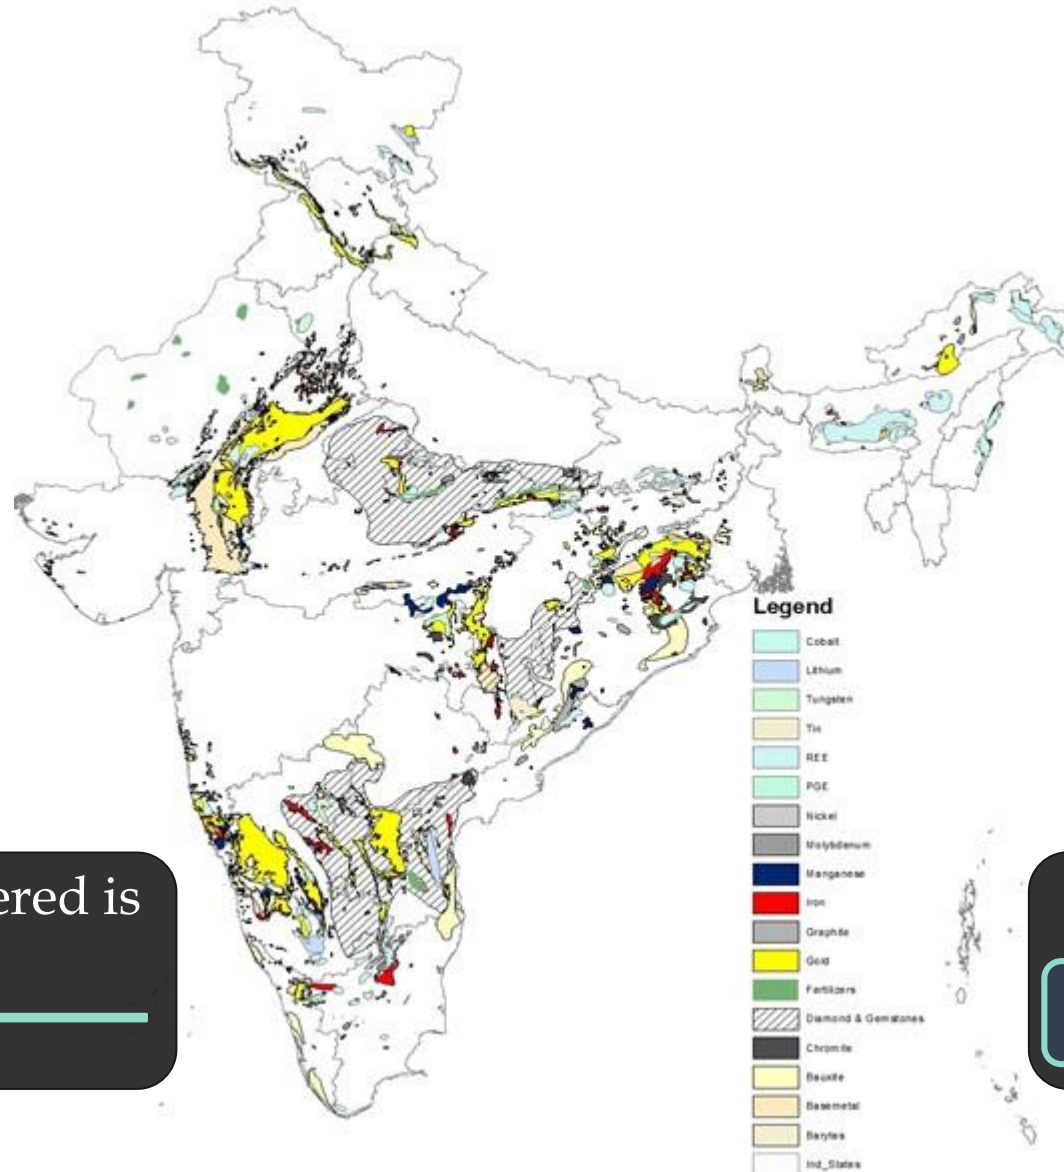 Legend
Cobalt
Lithium
Tungsten
Tin
REE
PGE
Nickel
Molybdenum
Manganese
Iron
Graphite
Gold
Fertilizers
Diamond & Gemstones
Chromite
Bauxite
Basemetal
Barytes
Ind_States
ered is